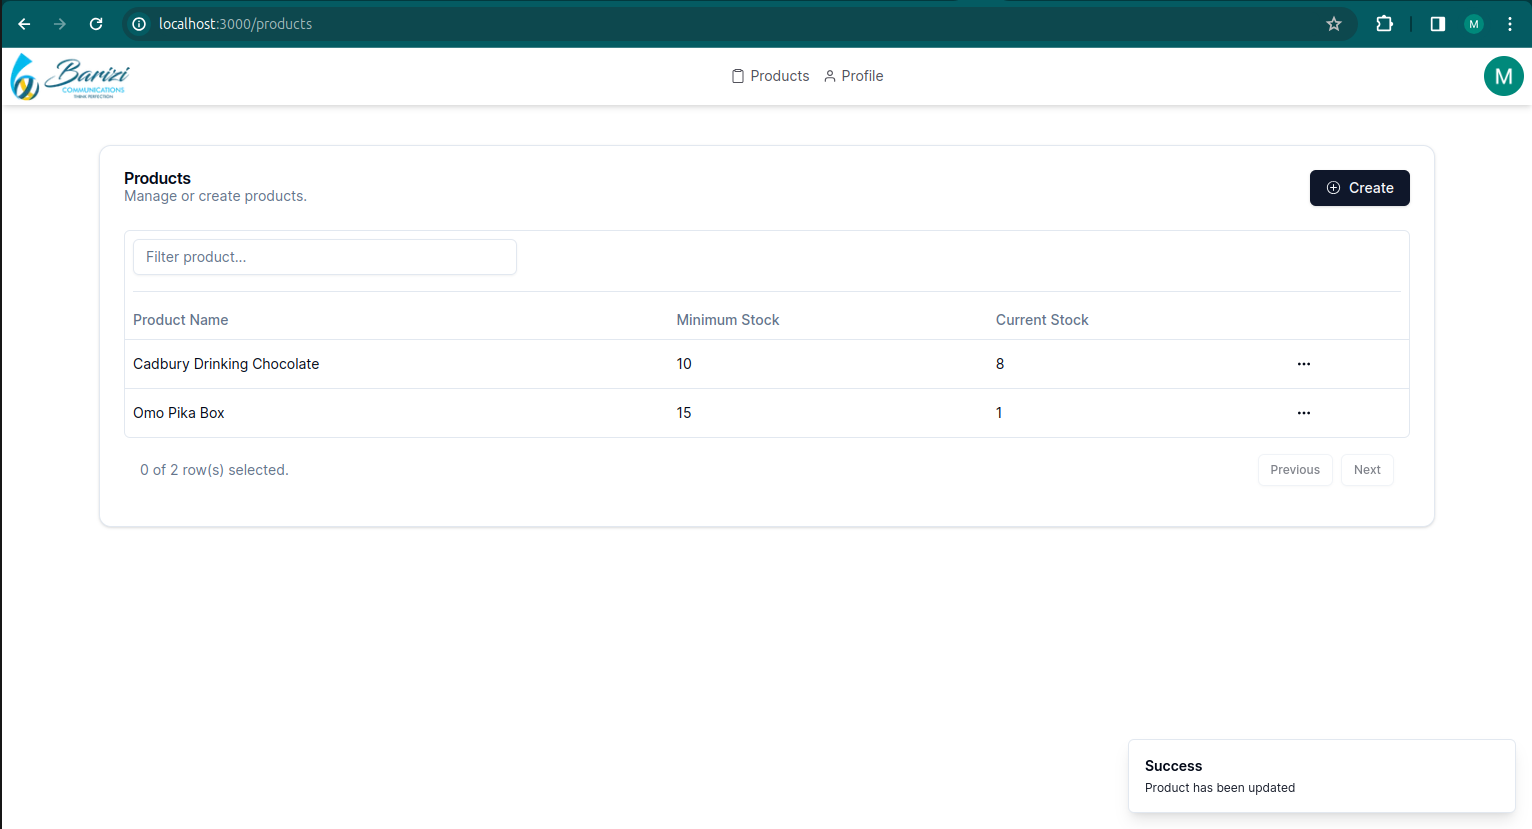 localhost:3000/products
M
Barizi
COMMUNICATIONS
THINK PERFECTION
Products
Profile
M
Products
Manage or create products.
Create
Filter product...
Product Name Minimum Stock Current Stock
Cadbury Drinking Chocolate 10 8
Omo Pika Box 15 1
0 of 2 row(s) selected.
Previous
Next
Success
Product has been updated